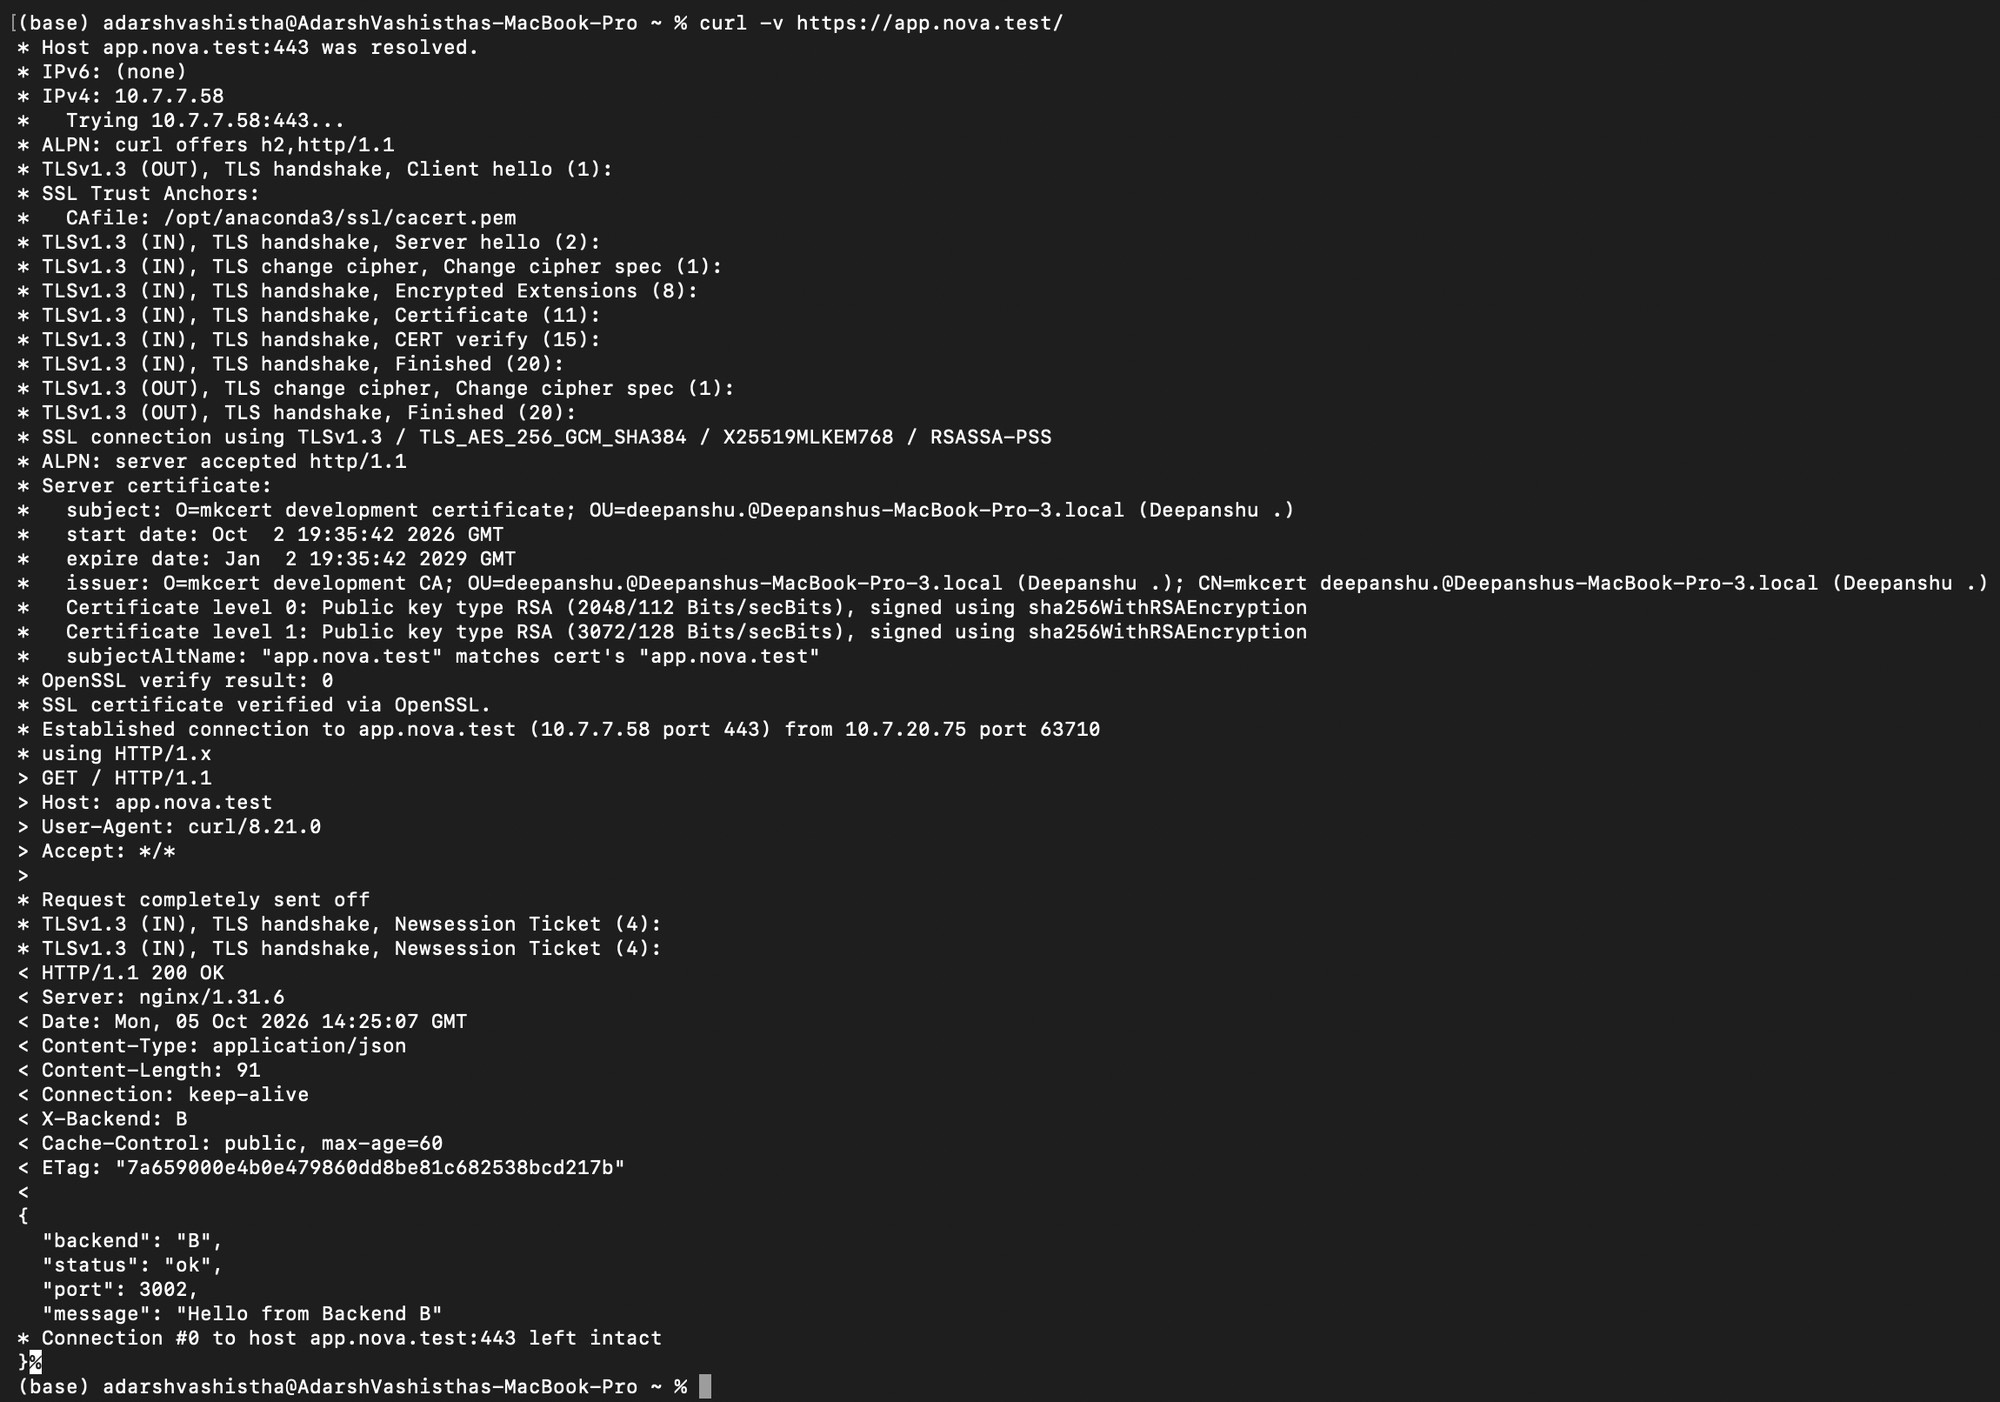 [(base) adarshvashistha@AdarshVashisthas-MacBook-Pro ~ % curl -v https://app.nova.test/
* Host app.nova.test:443 was resolved.
* IPv6: (none)
* IPv4: 10.7.7.58
*   Trying 10.7.7.58:443...
* ALPN: curl offers h2,http/1.1
* TLSv1.3 (OUT), TLS handshake, Client hello (1):
* SSL Trust Anchors:
*   CAfile: /opt/anaconda3/ssl/cacert.pem
* TLSv1.3 (IN), TLS handshake, Server hello (2):
* TLSv1.3 (IN), TLS change cipher, Change cipher spec (1):
* TLSv1.3 (IN), TLS handshake, Encrypted Extensions (8):
* TLSv1.3 (IN), TLS handshake, Certificate (11):
* TLSv1.3 (IN), TLS handshake, CERT verify (15):
* TLSv1.3 (IN), TLS handshake, Finished (20):
* TLSv1.3 (OUT), TLS change cipher, Change cipher spec (1):
* TLSv1.3 (OUT), TLS handshake, Finished (20):
* SSL connection using TLSv1.3 / TLS_AES_256_GCM_SHA384 / X25519MLKEM768 / RSASSA-PSS
* ALPN: server accepted http/1.1
* Server certificate:
*   subject: O=mkcert development certificate; OU=deepanshu.@Deepanshus-MacBook-Pro-3.local (Deepanshu .)
*   start date: Oct  2 19:35:42 2026 GMT
*   expire date: Jan  2 19:35:42 2029 GMT
*   issuer: O=mkcert development CA; OU=deepanshu.@Deepanshus-MacBook-Pro-3.local (Deepanshu .); CN=mkcert deepanshu.@Deepanshus-MacBook-Pro-3.local (Deepanshu .)
*   Certificate level 0: Public key type RSA (2048/112 Bits/secBits), signed using sha256WithRSAEncryption
*   Certificate level 1: Public key type RSA (3072/128 Bits/secBits), signed using sha256WithRSAEncryption
*   subjectAltName: "app.nova.test" matches cert's "app.nova.test"
* OpenSSL verify result: 0
* SSL certificate verified via OpenSSL.
* Established connection to app.nova.test (10.7.7.58 port 443) from 10.7.20.75 port 63710
* using HTTP/1.x
> GET / HTTP/1.1
> Host: app.nova.test
> User-Agent: curl/8.21.0
> Accept: */*
>
* Request completely sent off
* TLSv1.3 (IN), TLS handshake, Newsession Ticket (4):
* TLSv1.3 (IN), TLS handshake, Newsession Ticket (4):
< HTTP/1.1 200 OK
< Server: nginx/1.31.6
< Date: Mon, 05 Oct 2026 14:25:07 GMT
< Content-Type: application/json
< Content-Length: 91
< Connection: keep-alive
< X-Backend: B
< Cache-Control: public, max-age=60
< ETag: "7a659000e4b0e479860dd8be81c682538bcd217b"
<
{
  "backend": "B",
  "status": "ok",
  "port": 3002,
  "message": "Hello from Backend B"
* Connection #0 to host app.nova.test:443 left intact
}%
(base) adarshvashistha@AdarshVashisthas-MacBook-Pro ~ %